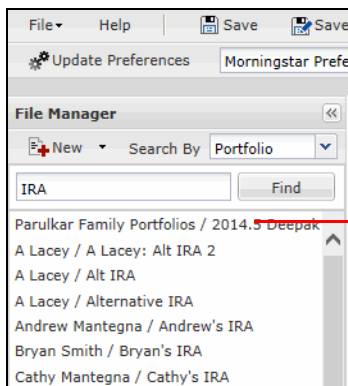 File Help Save Save
Update Preferences Morningstar Prefe
File Manager
New Search By Portfolio
IRA Find
Parulkar Family Portfolios / 2014.5 Deepak
A Lacey / A Lacey: Alt IRA 2
A Lacey / Alt IRA
A Lacey / Alternative IRA
Andrew Mantegna / Andrew's IRA
Bryan Smith / Bryan's IRA
Cathy Mantegna / Cathy's IRA